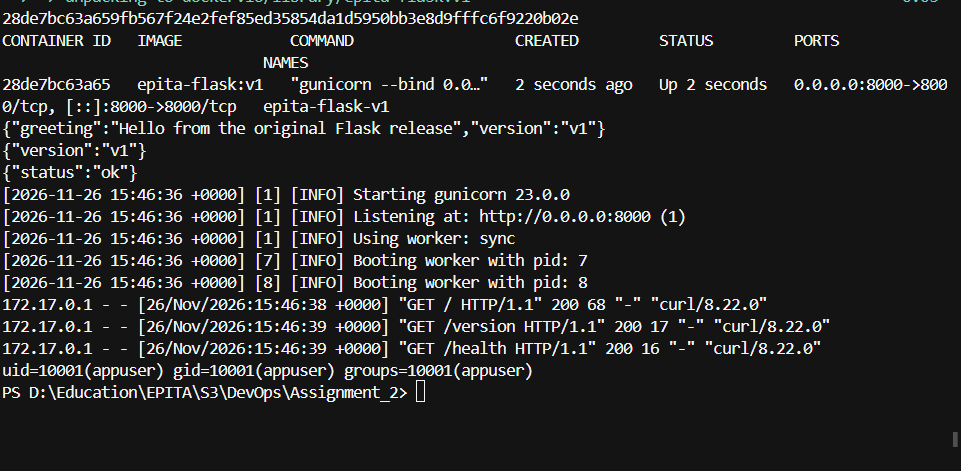 28de7bc63a659fb567f24e2fef85ed35854da1d5950bb3e8d9fffc6f9220b02e
CONTAINER ID   IMAGE            COMMAND                  CREATED         STATUS         PORTS
                         NAMES
28de7bc63a65   epita-flask:v1   "gunicorn --bind 0.0…"   2 seconds ago   Up 2 seconds   0.0.0.0:8000->800
0/tcp, [::]:8000->8000/tcp   epita-flask-v1
{"greeting":"Hello from the original Flask release","version":"v1"}
{"version":"v1"}
{"status":"ok"}
[2026-11-26 15:46:36 +0000] [1] [INFO] Starting gunicorn 23.0.0
[2026-11-26 15:46:36 +0000] [1] [INFO] Listening at: http://0.0.0.0:8000 (1)
[2026-11-26 15:46:36 +0000] [1] [INFO] Using worker: sync
[2026-11-26 15:46:36 +0000] [7] [INFO] Booting worker with pid: 7
[2026-11-26 15:46:36 +0000] [8] [INFO] Booting worker with pid: 8
172.17.0.1 - - [26/Nov/2026:15:46:38 +0000] "GET / HTTP/1.1" 200 68 "-" "curl/8.22.0"
172.17.0.1 - - [26/Nov/2026:15:46:39 +0000] "GET /version HTTP/1.1" 200 17 "-" "curl/8.22.0"
172.17.0.1 - - [26/Nov/2026:15:46:39 +0000] "GET /health HTTP/1.1" 200 16 "-" "curl/8.22.0"
uid=10001(appuser) gid=10001(appuser) groups=10001(appuser)
PS D:\Education\EPITA\S3\DevOps\Assignment_2>